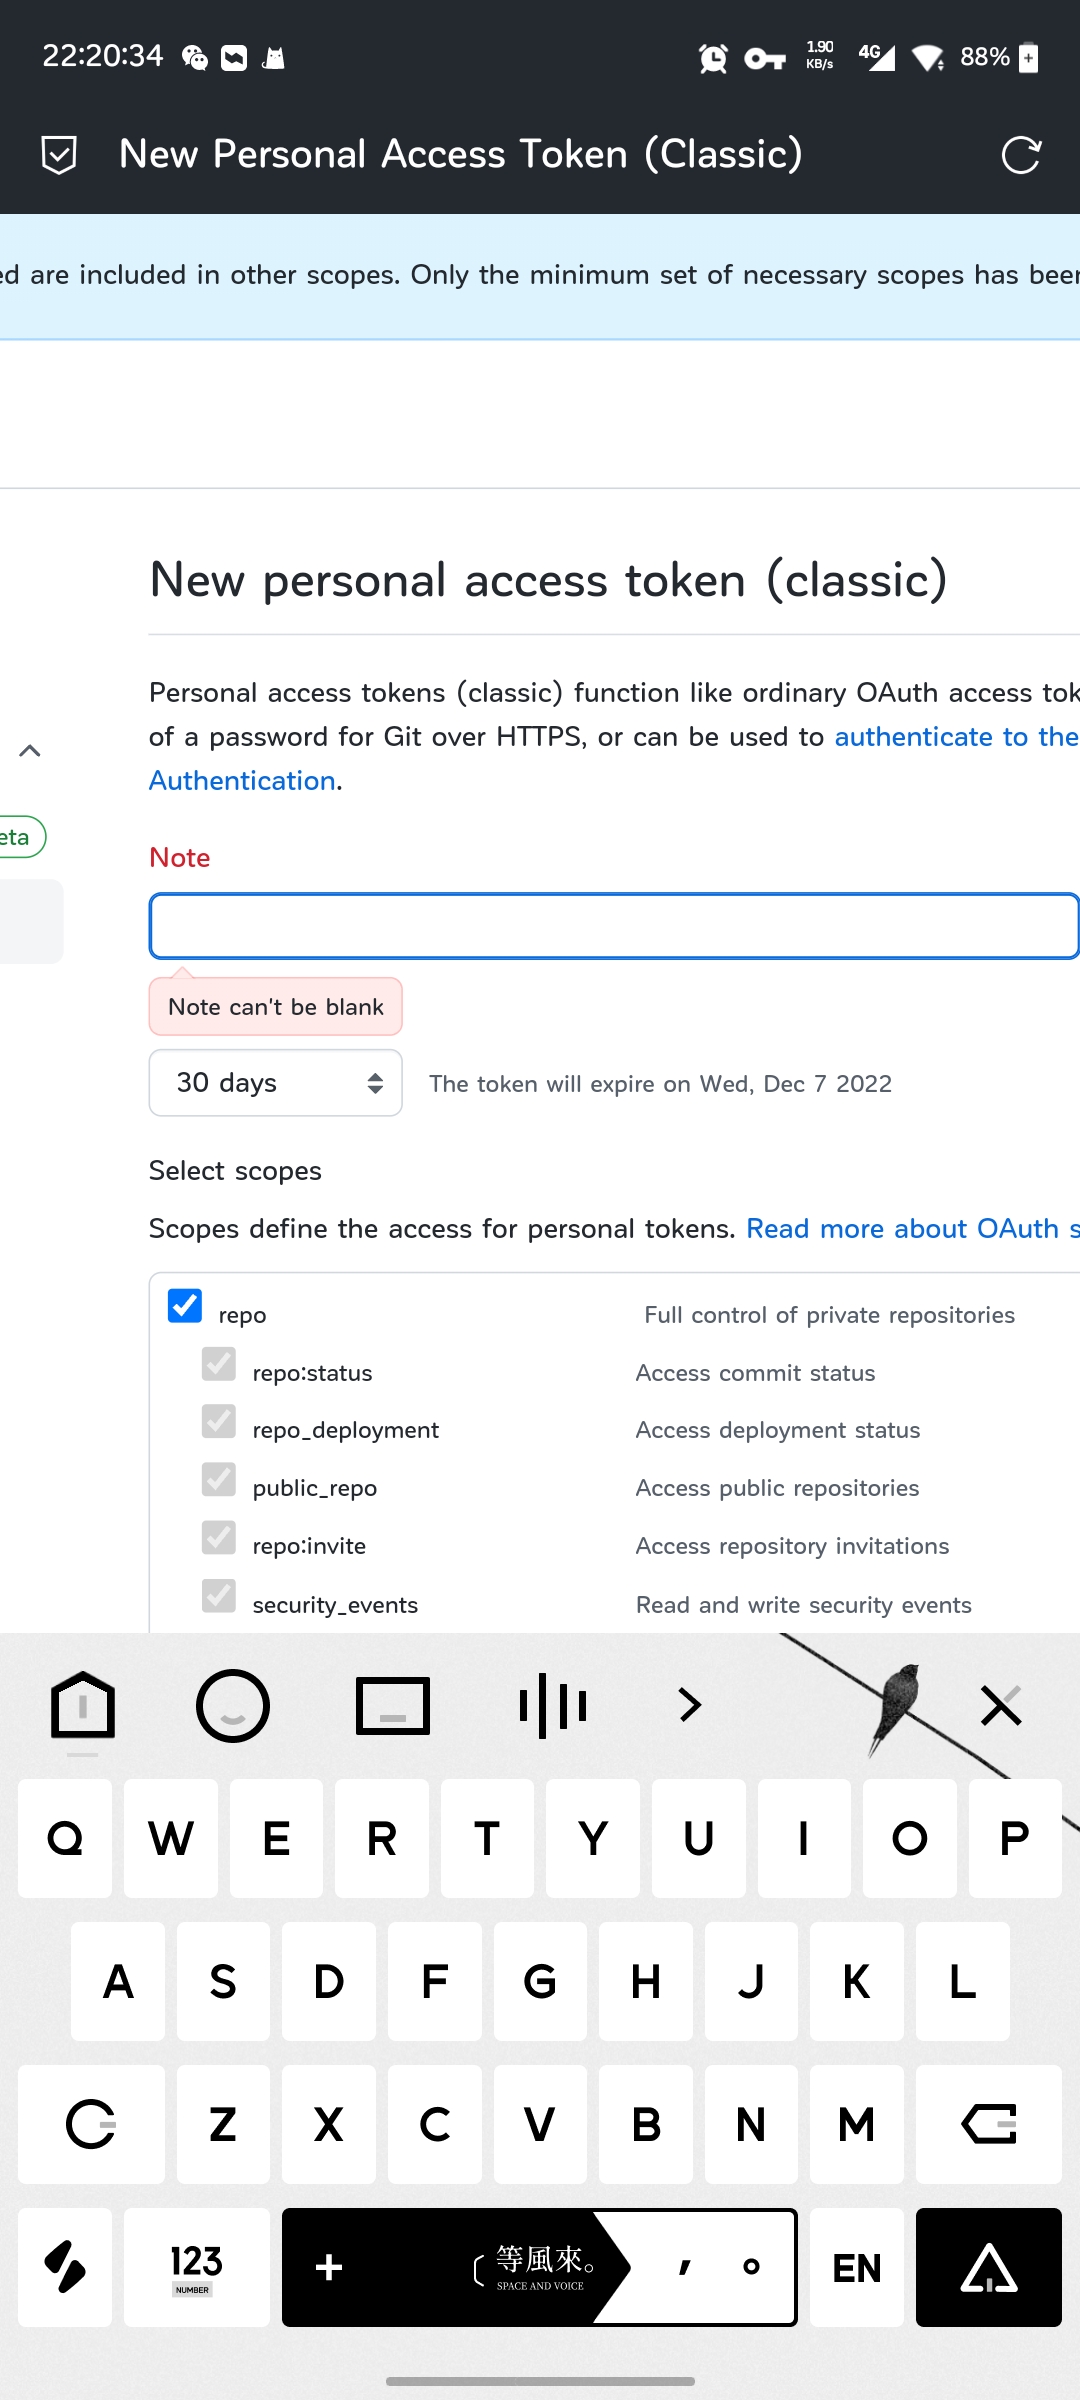 22:20:34
1.90
KB/s
4G
88%
New Personal Access Token (Classic)
ed are included in other scopes. Only the minimum set of necessary scopes has been
New personal access token (classic)
Personal access tokens (classic) function like ordinary OAuth access tok
of a password for Git over HTTPS, or can be used to authenticate to the
Authentication.
eta
Note
Note can't be blank
30 days
The token will expire on Wed, Dec 7 2022
Select scopes
Scopes define the access for personal tokens. Read more about OAuth s
repo Full control of private repositories
repo:status Access commit status
repo_deployment Access deployment status
public_repo Access public repositories
repo:invite Access repository invitations
security_events Read and write security events
Q W E R T Y U I O P
A S D F G H J K L
Z X C V B N M
123
NUMBER
+
等風來。
SPACE AND VOICE
, 。
EN